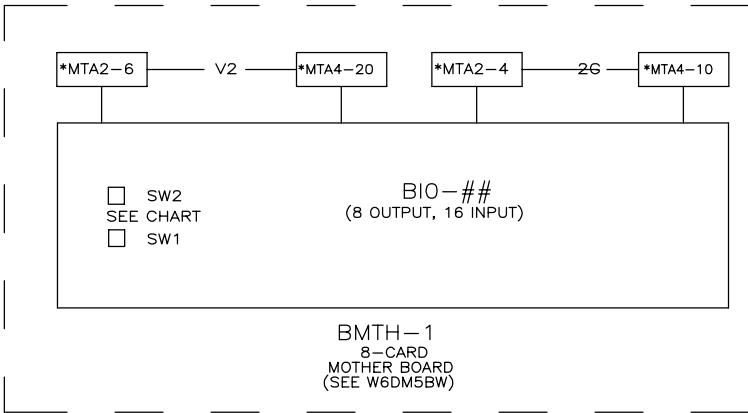 *MTA2-6 V2 *MTA4-20 *MTA2-4 2G *MTA4-10
BIO-##
(8 OUTPUT, 16 INPUT)
SW2
SEE CHART
SW1
BMTH-1
8-CARD
MOTHER BOARD
(SEE W6DM5BW)